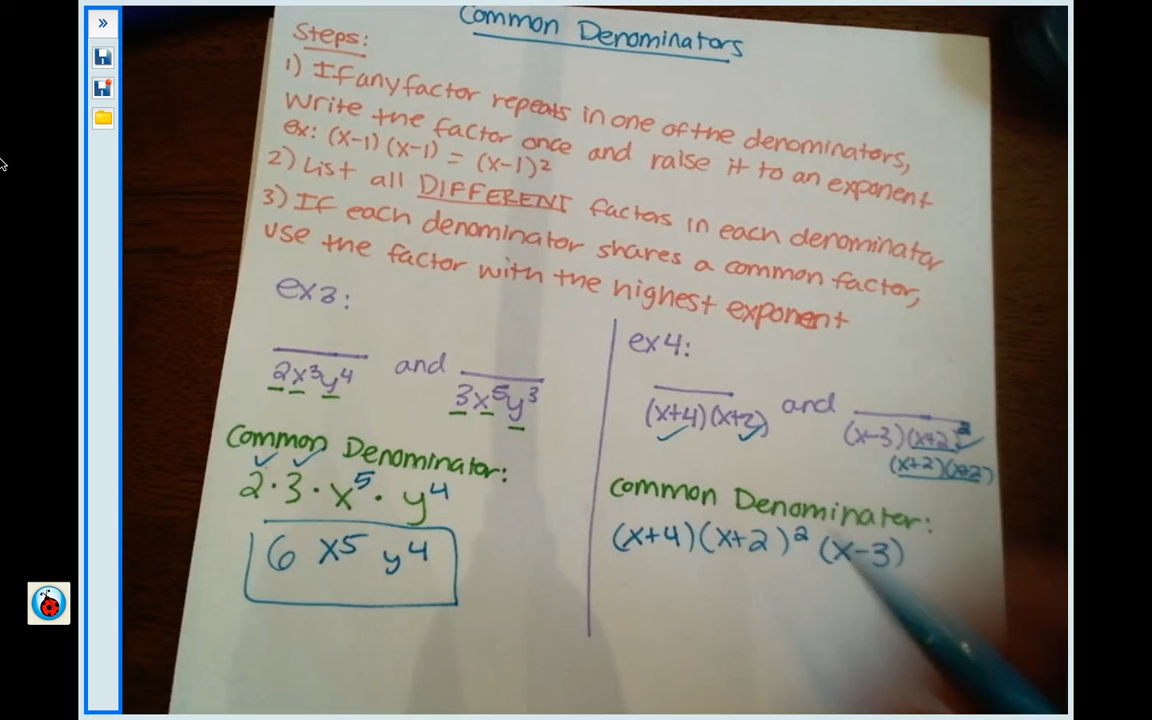 »
Common Denominators
Steps:
1) If any factor repeats in one of the denominators,
write the factor once and raise it to an exponent
ex: (x-1)(x-1) = (x-1)²
2) List all DIFFERENT factors in each denominator
3) If each denominator shares a common factor,
use the factor with the highest exponent
ex3:
2x³y⁴ and 3x⁵y³
Common Denominator:
2·3·x⁵·y⁴
6 x⁵ y⁴
ex4:
(x+4)(x+2) and (x-3)(x+2)²
(x+2)(x+2)
Common Denominator:
(x+4)(x+2)²(x-3)